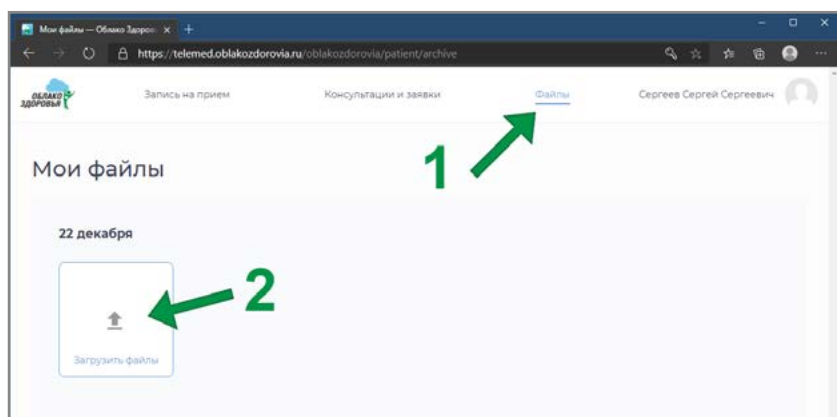 Мои файлы — Облако Здоров
https://telemed.oblakozdorovia.ru/oblakozdorovia/patient/archive
ОБЛАКО
ЗДОРОВЬЯ
Запись на прием
Консультации и заявки
Файлы
Сергеев Сергей Сергеевич
1
Мои файлы
22 декабря
2
Загрузить файлы